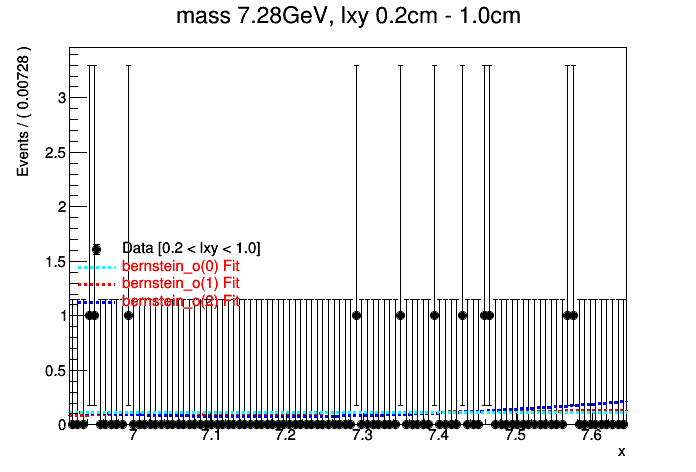 mass 7.28GeV, lxy 0.2cm - 1.0cm
Events / ( 0.00728 )
3
2.5
2
1.5
1
0.5
0
Data [0.2 < lxy < 1.0]
bernstein_o(0) Fit
bernstein_o(1) Fit
bernstein_o(2) Fit
7 7.1 7.2 7.3 7.4 7.5 7.6
x